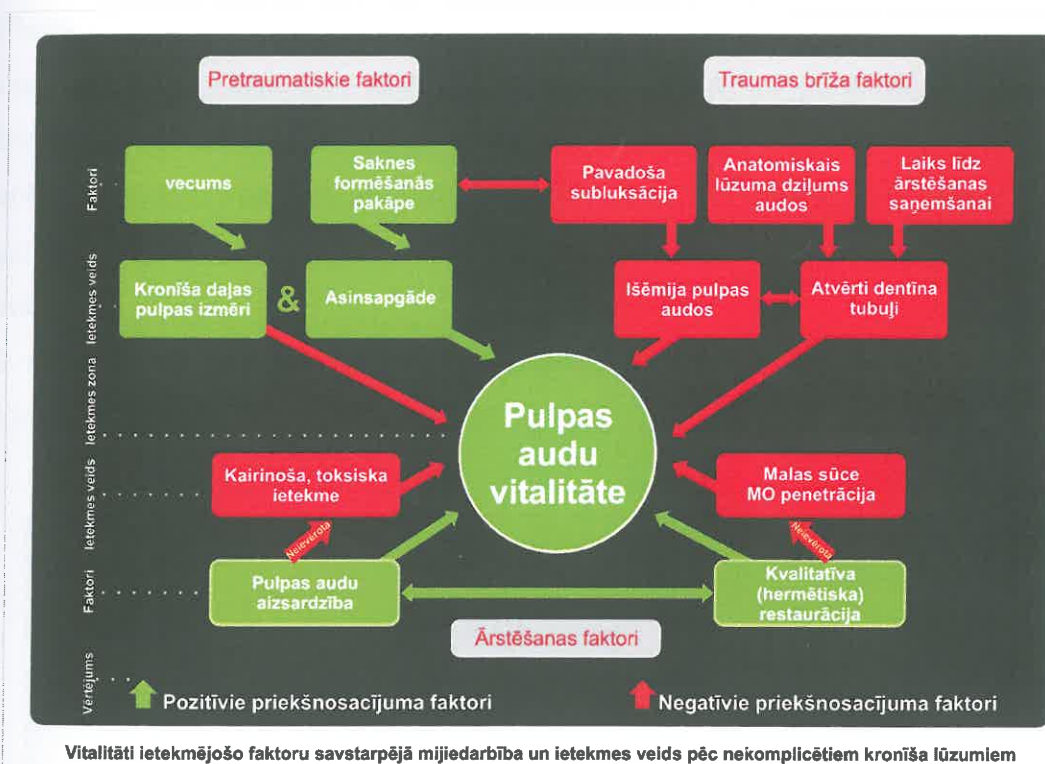 Pretraumatiskie faktori
Traumas brīža faktori
Faktori
vecums
Saknes
formēšanās
pakāpe
Pavadoša
subluksācija
Anatomiskais
lūzuma dziļums
audos
Laiks līdz
ārstēšanas
saņemšanai
Ietekmes veids
Kronīša daļas
pulpas izmēri
&
Asinsapgāde
Išēmija pulpas
audos
Atvērti dentīna
tubuļi
Ietekmes zona
Pulpas
audu
vitalitāte
Ietekmes veids
Kairinoša, toksiska
ietekme
Malas sūce
MO penetrācija
Neievērota
Neievērota
Faktori
Pulpas audu
aizsardzība
Kvalitatīva
(hermētiska)
restaurācija
Ārstēšanas faktori
Vērtējums
Pozitīvie priekšnosacījuma faktori
Negatīvie priekšnosacījuma faktori
Vitalitāti ietekmējošo faktoru savstarpējā mijiedarbība un ietekmes veids pēc nekomplicētiem kronīša lūzumiem